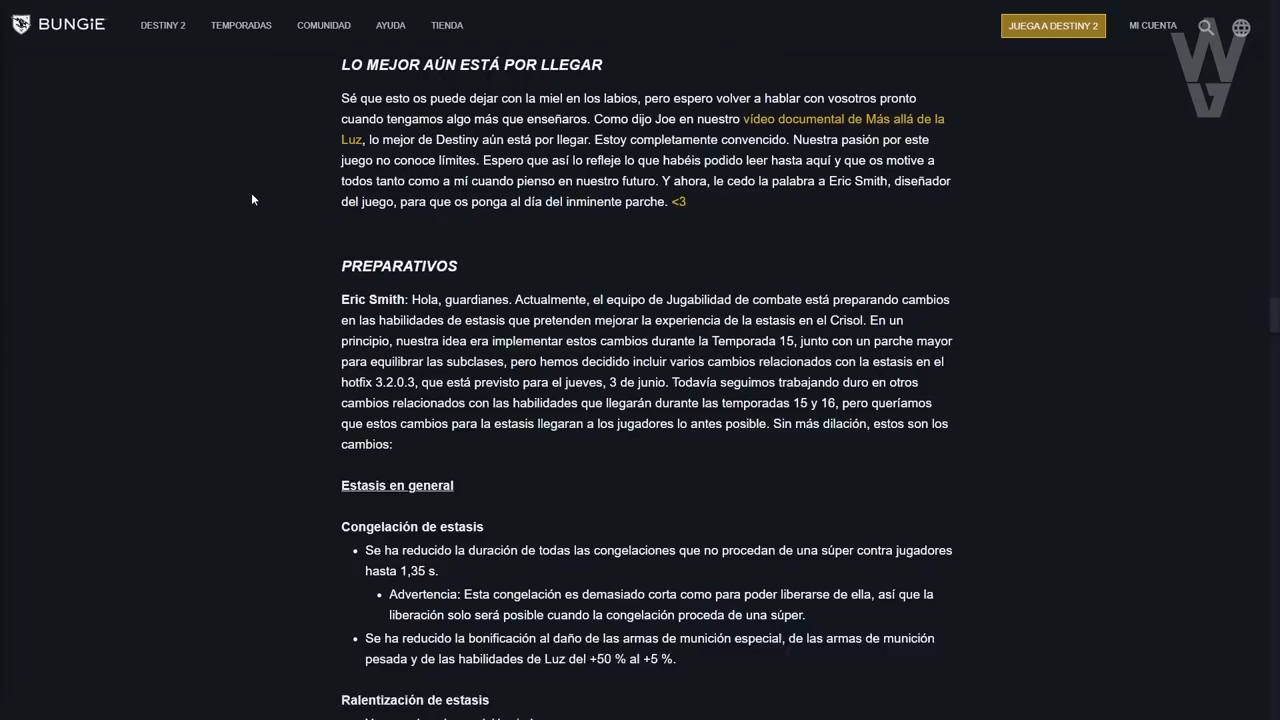 BUNGiE
DESTINY 2 TEMPORADAS COMUNIDAD AYUDA TIENDA JUEGA A DESTINY 2 MI CUENTA
LO MEJOR AÚN ESTÁ POR LLEGAR
Sé que esto os puede dejar con la miel en los labios, pero espero volver a hablar con vosotros pronto
cuando tengamos algo más que enseñaros. Como dijo Joe en nuestro vídeo documental de Más allá de la
Luz, lo mejor de Destiny aún está por llegar. Estoy completamente convencido. Nuestra pasión por este
juego no conoce límites. Espero que así lo refleje lo que habéis podido leer hasta aquí y que os motive a
todos tanto como a mí cuando pienso en nuestro futuro. Y ahora, le cedo la palabra a Eric Smith, diseñador
del juego, para que os ponga al día del inminente parche. <3
PREPARATIVOS
Eric Smith: Hola, guardianes. Actualmente, el equipo de Jugabilidad de combate está preparando cambios
en las habilidades de estasis que pretenden mejorar la experiencia de la estasis en el Crisol. En un
principio, nuestra idea era implementar estos cambios durante la Temporada 15, junto con un parche mayor
para equilibrar las subclases, pero hemos decidido incluir varios cambios relacionados con la estasis en el
hotfix 3.2.0.3, que está previsto para el jueves, 3 de junio. Todavía seguimos trabajando duro en otros
cambios relacionados con las habilidades que llegarán durante las temporadas 15 y 16, pero queríamos
que estos cambios para la estasis llegaran a los jugadores lo antes posible. Sin más dilación, estos son los
cambios:
Estasis en general
Congelación de estasis
• Se ha reducido la duración de todas las congelaciones que no procedan de una súper contra jugadores
hasta 1,35 s.
• Advertencia: Esta congelación es demasiado corta como para poder liberarse de ella, así que la
liberación solo será posible cuando la congelación proceda de una súper.
• Se ha reducido la bonificación al daño de las armas de munición especial, de las armas de munición
pesada y de las habilidades de Luz del +50 % al +5 %.
Ralentización de estasis